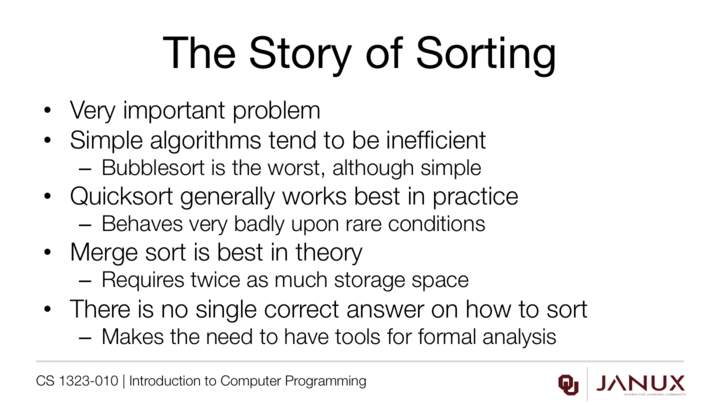 The Story of Sorting
• Very important problem
• Simple algorithms tend to be inefficient
– Bubblesort is the worst, although simple
• Quicksort generally works best in practice
– Behaves very badly upon rare conditions
• Merge sort is best in theory
– Requires twice as much storage space
• There is no single correct answer on how to sort
– Makes the need to have tools for formal analysis
CS 1323-010 | Introduction to Computer Programming
OU JANUX
INTERACTIVE LEARNING COMMUNITY